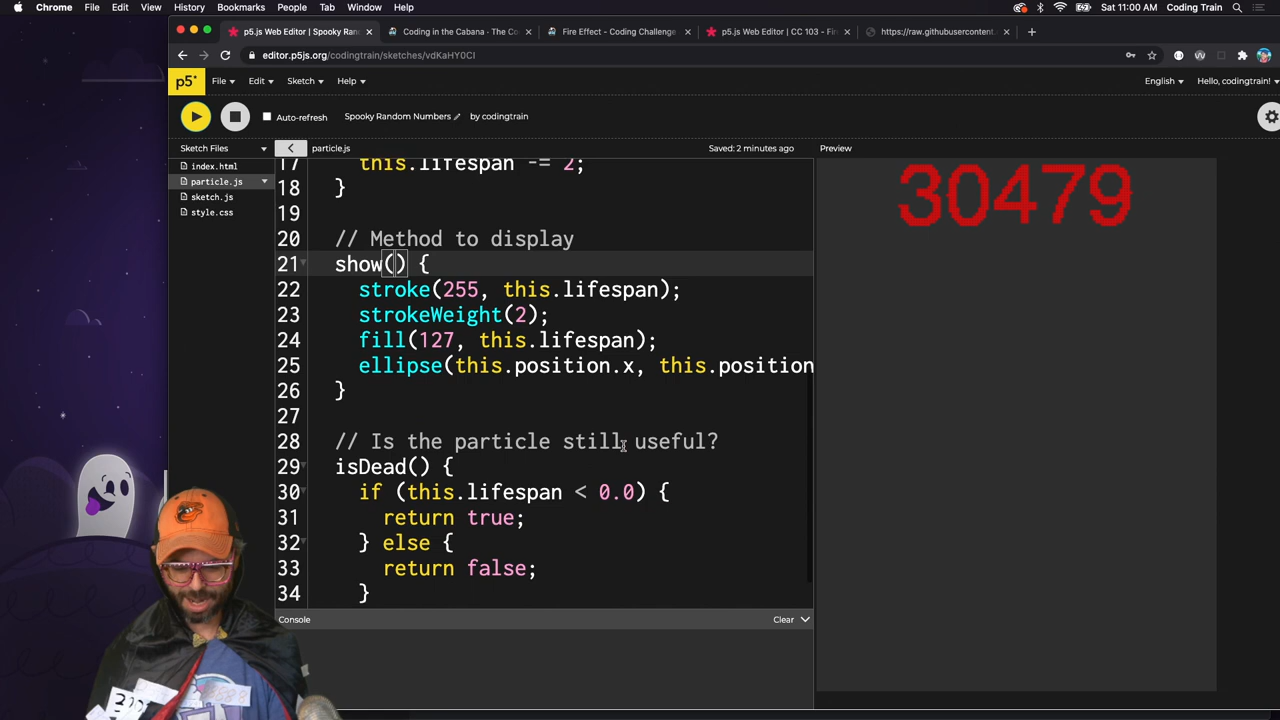 Chrome File Edit View History Bookmarks People Tab Window Help Sat 11:00 AM Coding Train
p5.js Web Editor | Spooky Ran
Coding in the Cabana - The Co
Fire Effect - Coding Challenge
p5.js Web Editor | CC 103 - Fi
https://raw.githubusercontent.
editor.p5js.org/codingtrain/sketches/vdKaHY0CI
p5* File Edit Sketch Help English Hello, codingtrain!
Auto-refresh Spooky Random Numbers by codingtrain
Sketch Files particle.js Saved: 2 minutes ago Preview
index.html
particle.js
sketch.js
style.css
17 this.lifespan -= 2;
18 }
19
20 // Method to display
21 show() {
22 stroke(255, this.lifespan);
23 strokeWeight(2);
24 fill(127, this.lifespan);
25 ellipse(this.position.x, this.position
26 }
27
28 // Is the particle still useful?
29 isDead() {
30 if (this.lifespan < 0.0) {
31 return true;
32 } else {
33 return false;
34 }
Console Clear
30479